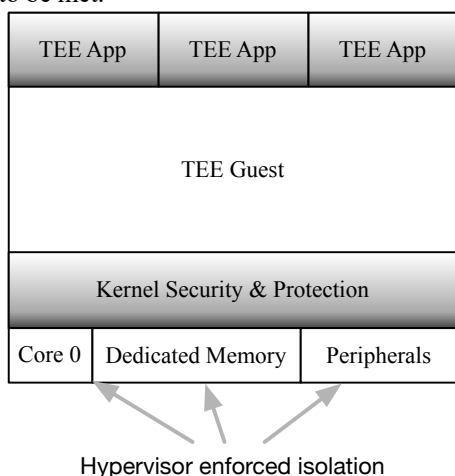 to be met.
TEE App TEE App TEE App
TEE Guest
Kernel Security & Protection
Core 0 Dedicated Memory Peripherals
Hypervisor enforced isolation